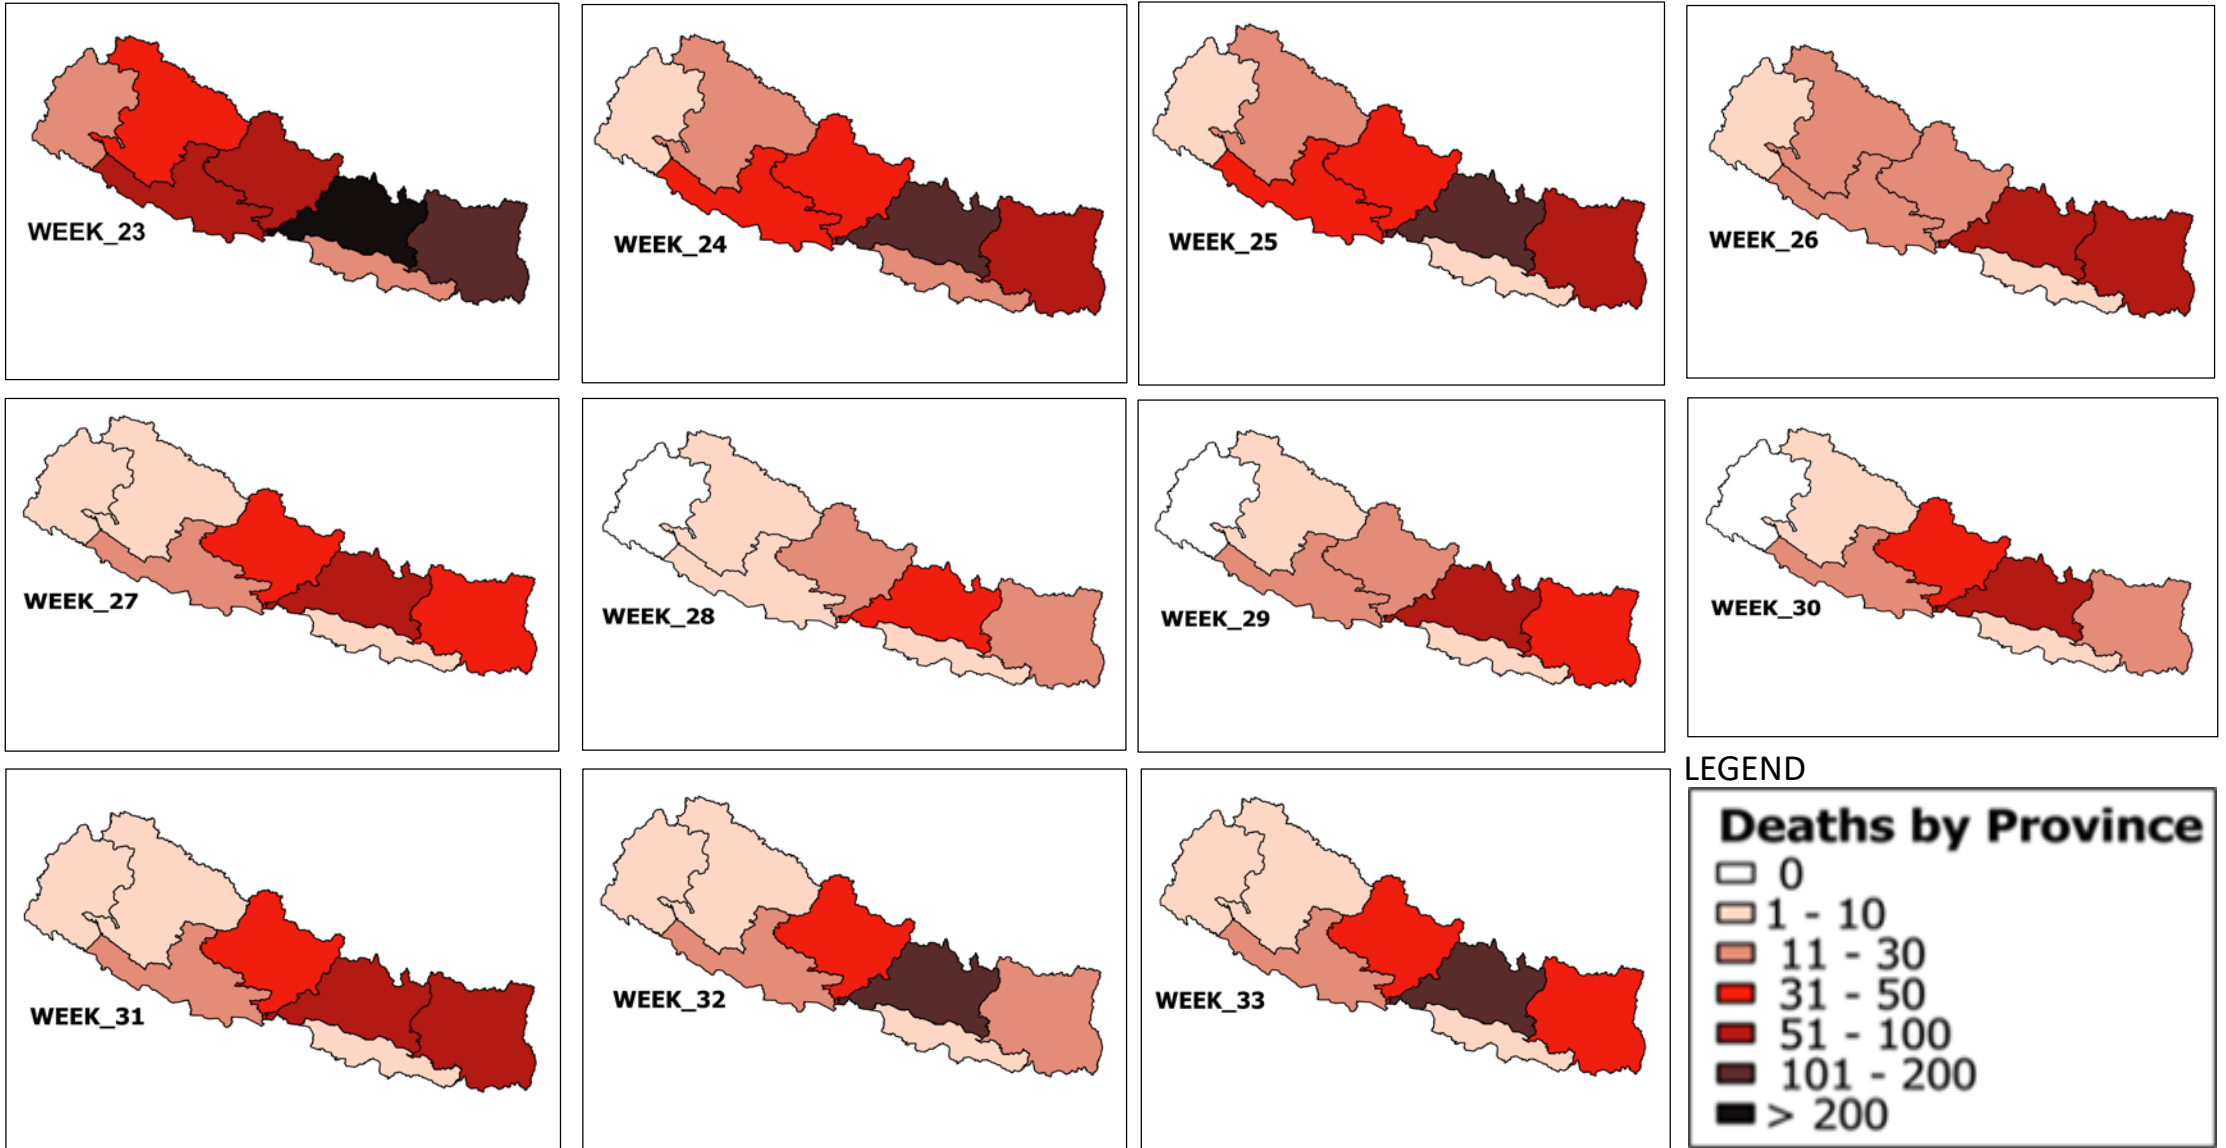 WEEK_23
WEEK_24
WEEK_25
WEEK_26
WEEK_27
WEEK_28
WEEK_29
WEEK_30
WEEK_31
WEEK_32
WEEK_33
LEGEND
Deaths by Province
0
1 - 10
11 - 30
31 - 50
51 - 100
101 - 200
> 200